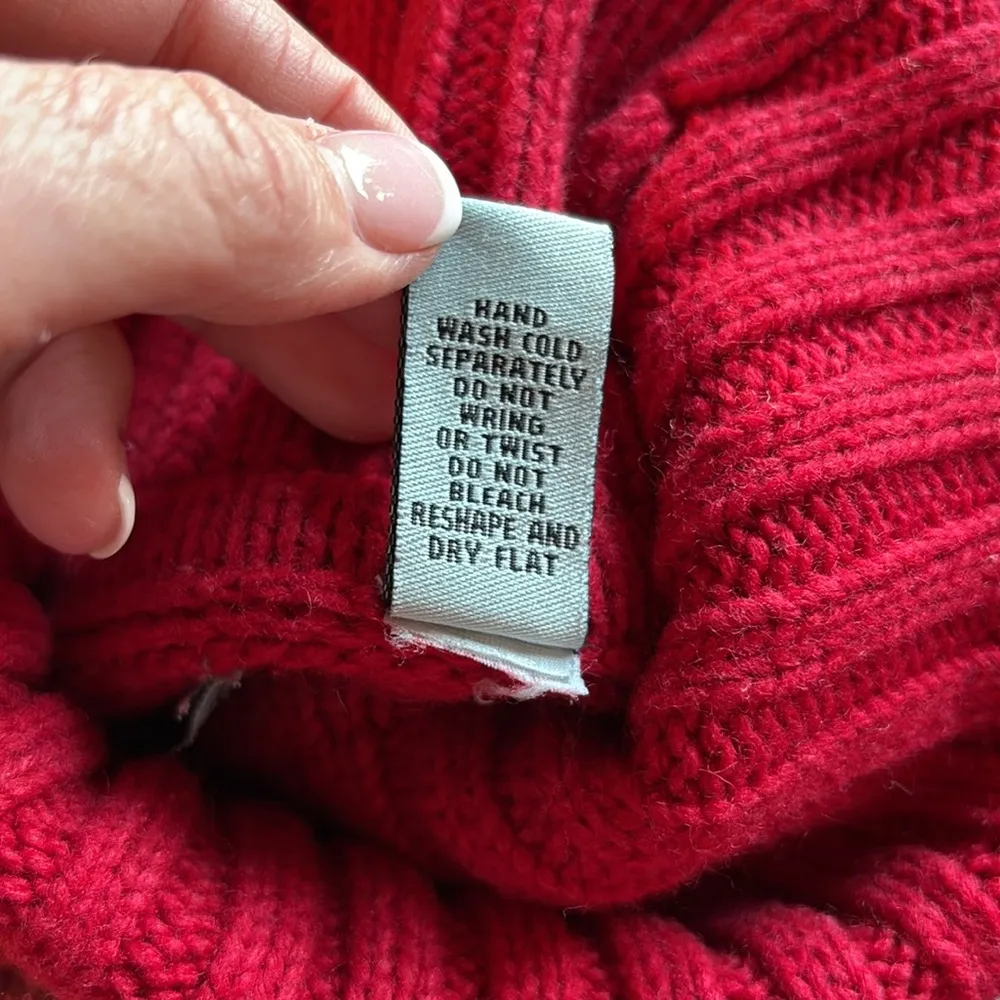 HAND
WASH COLD
SEPARATELY
DO NOT
WRING
OR TWIST
DO NOT
BLEACH
RESHAPE AND
DRY FLAT